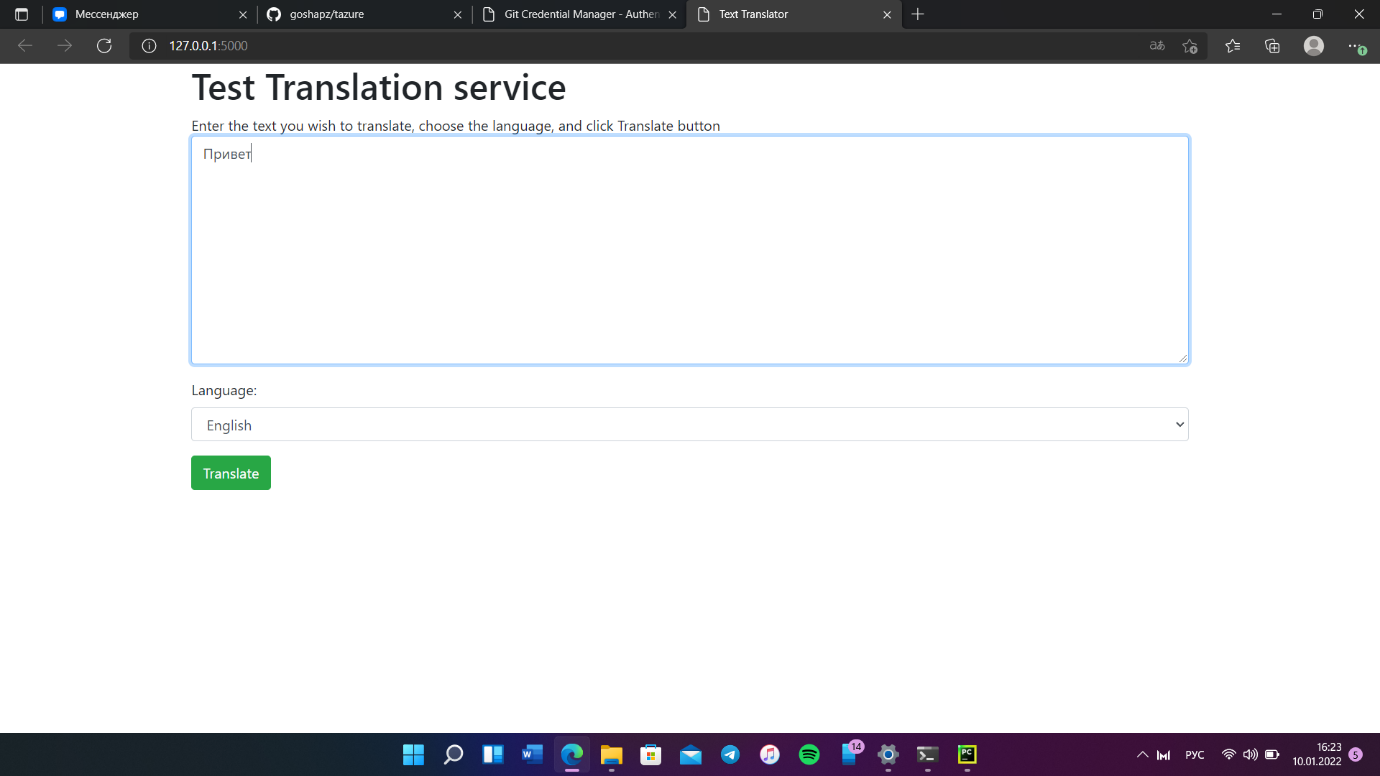 Мессенджер
goshapz/tazure
Git Credential Manager - Authen
Text Translator
127.0.0.1:5000
Test Translation service
Enter the text you wish to translate, choose the language, and click Translate button
Привет
Language:
English
Translate
14
РУС
16:23
10.01.2022
5